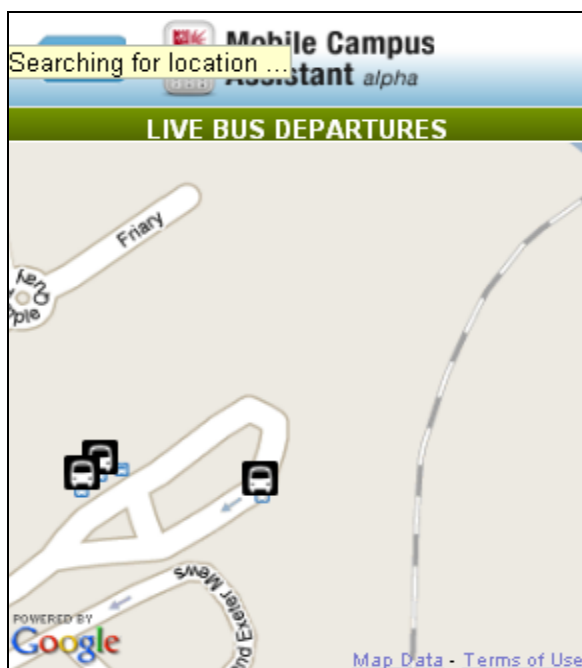 Mobile Campus
Searching for location ...
Assistant alpha
LIVE BUS DEPARTURES
Friary
Quay
Exeter Mews
POWERED BY
Google
Map Data - Terms of Use